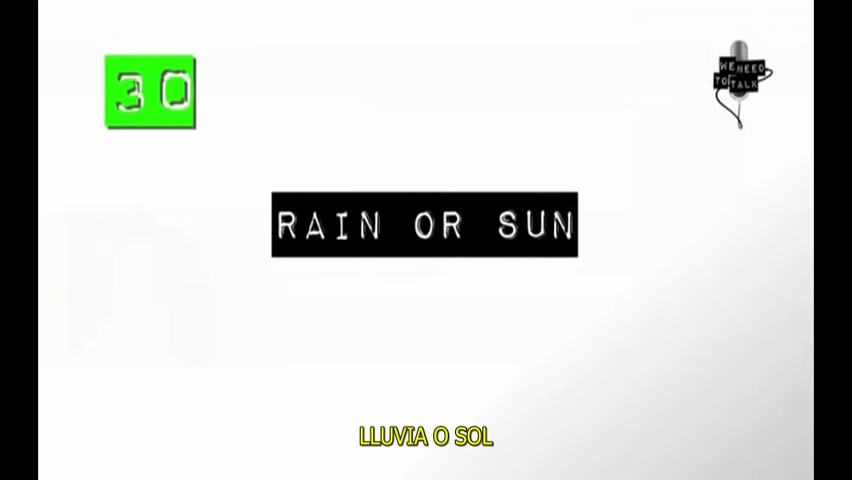 30
WE NEED
TO TALK
RAIN OR SUN
LLUVIA O SOL